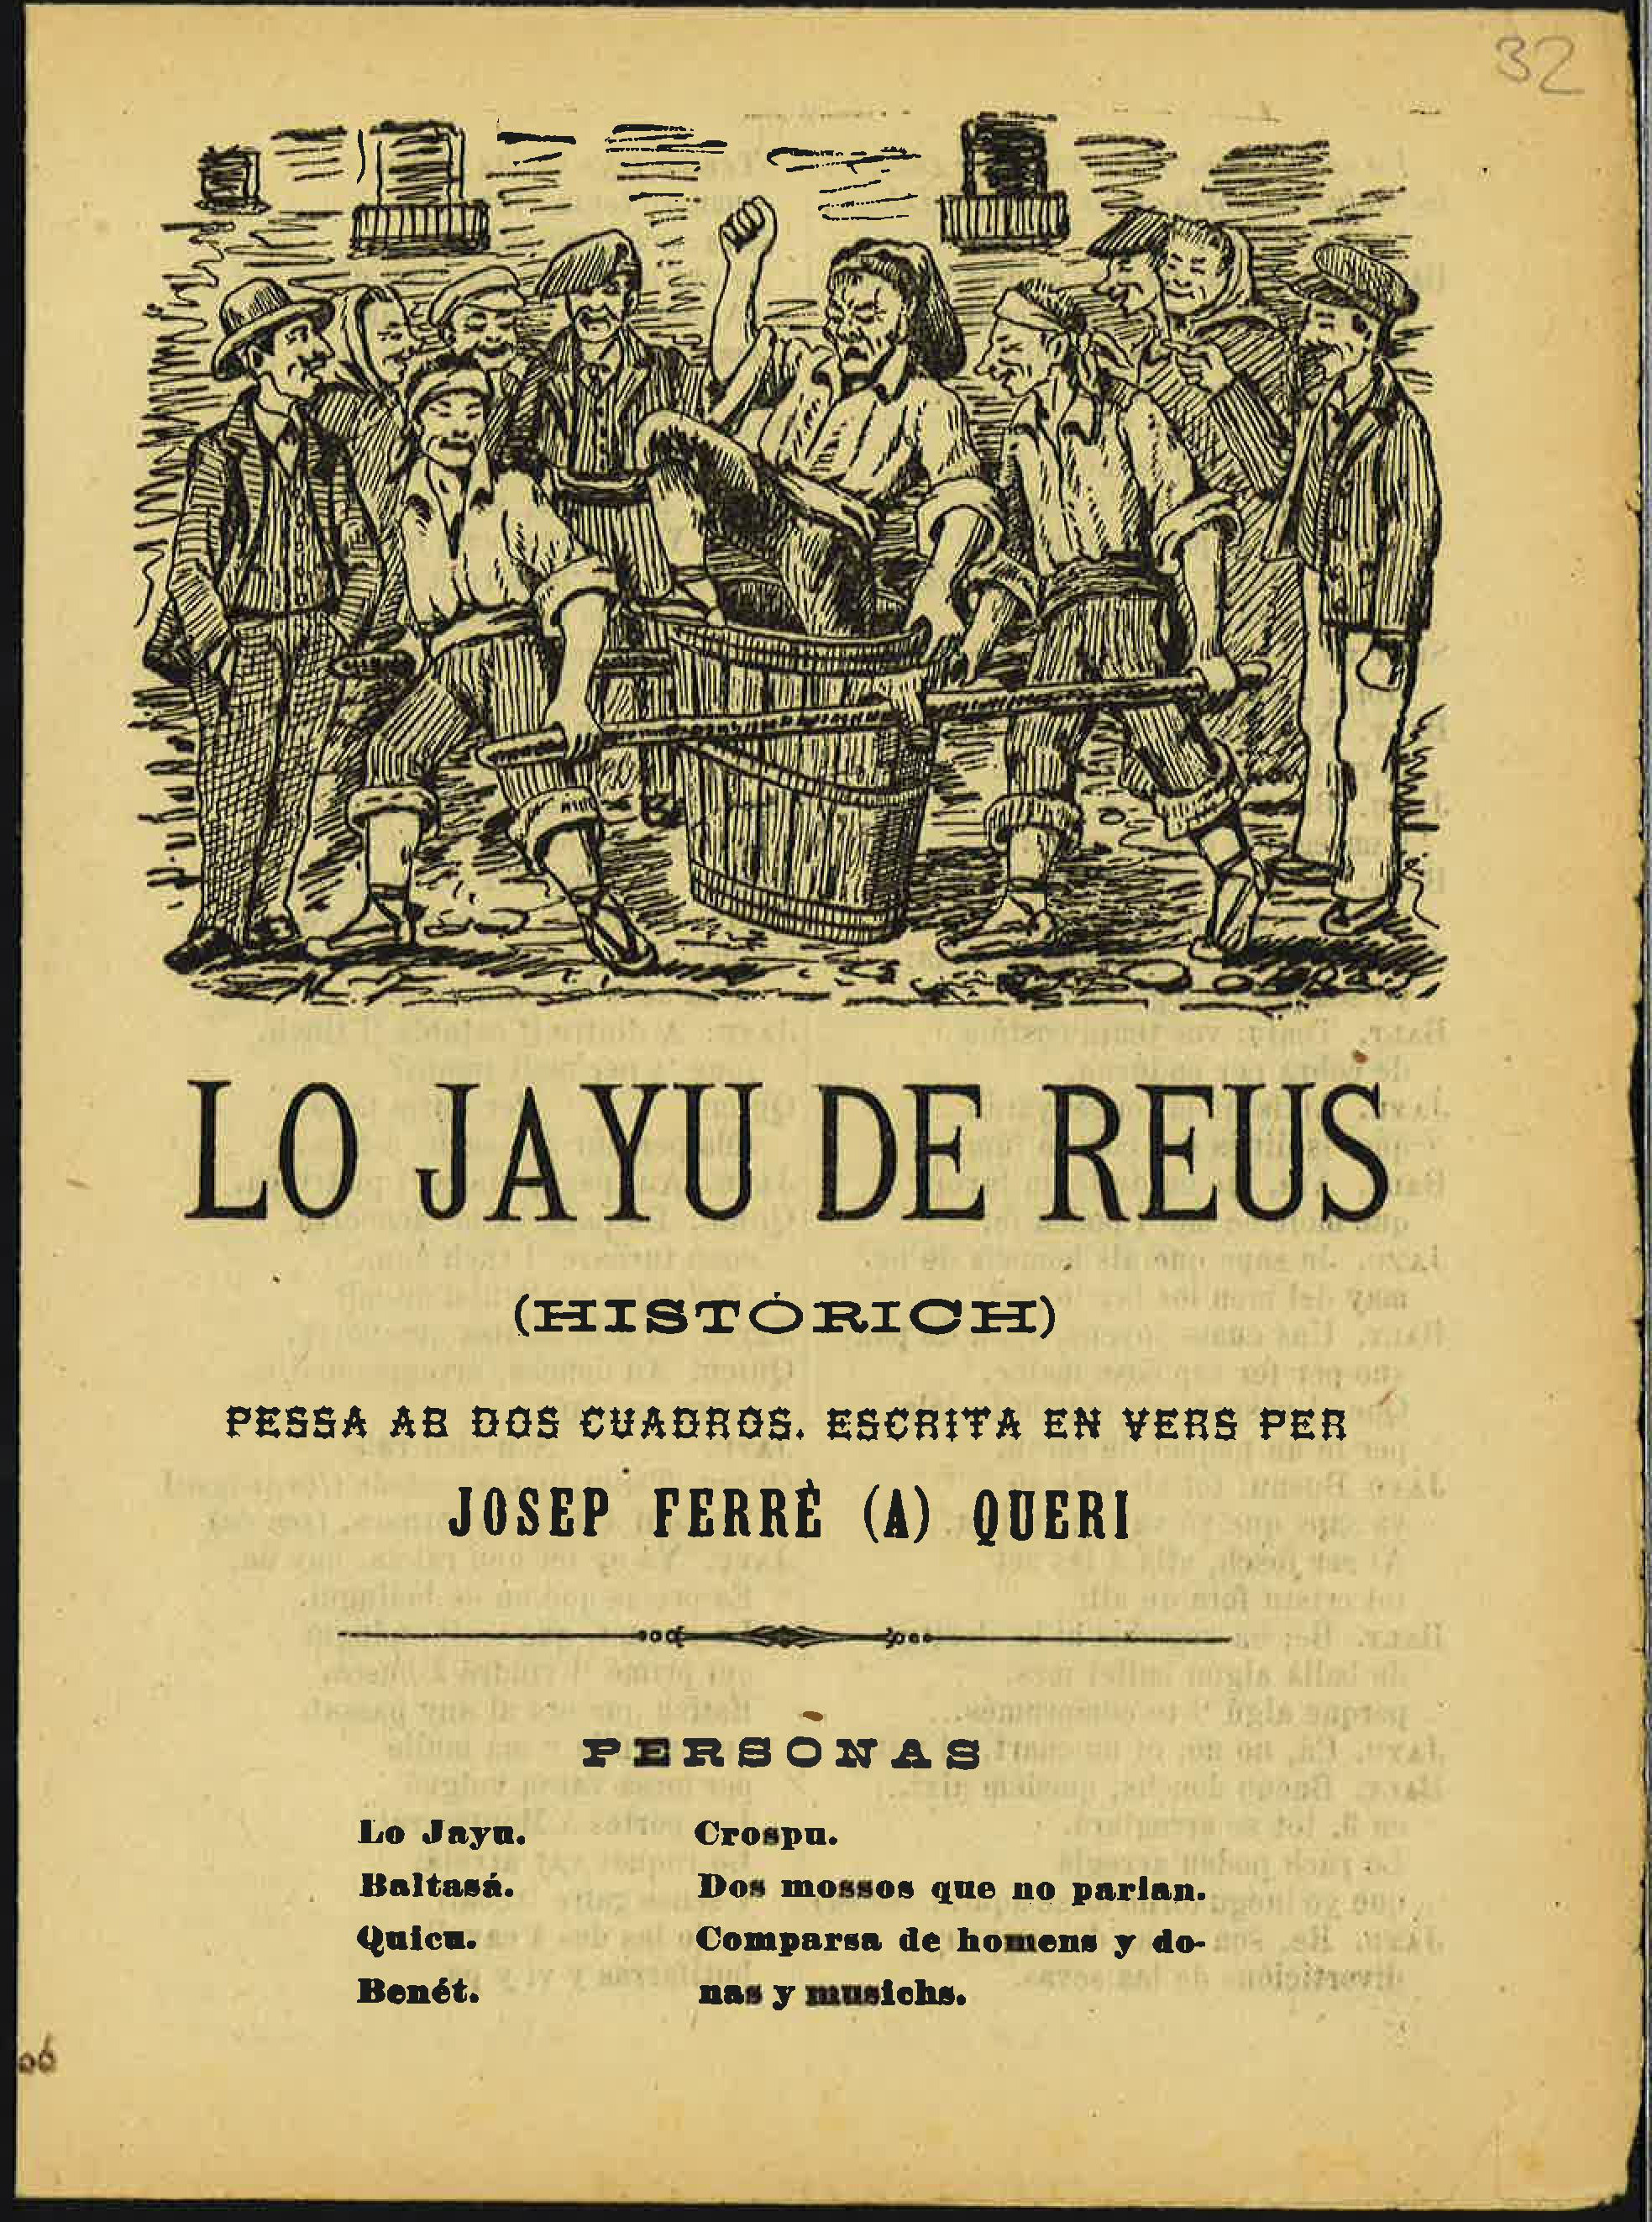 32
LO JAYU DE REUS
(HISTÓRICH)
PESSA AB DOS CUADROS. ESCRITA EN VERS PER
JOSEP FERRÉ (A) QUERI
PERSONAS
Lo Jayu.
Baltasá.
Quicu.
Benét.
Crospu.
Dos mossos que no parlan.
Comparsa de homens y do-
nas y musichs.